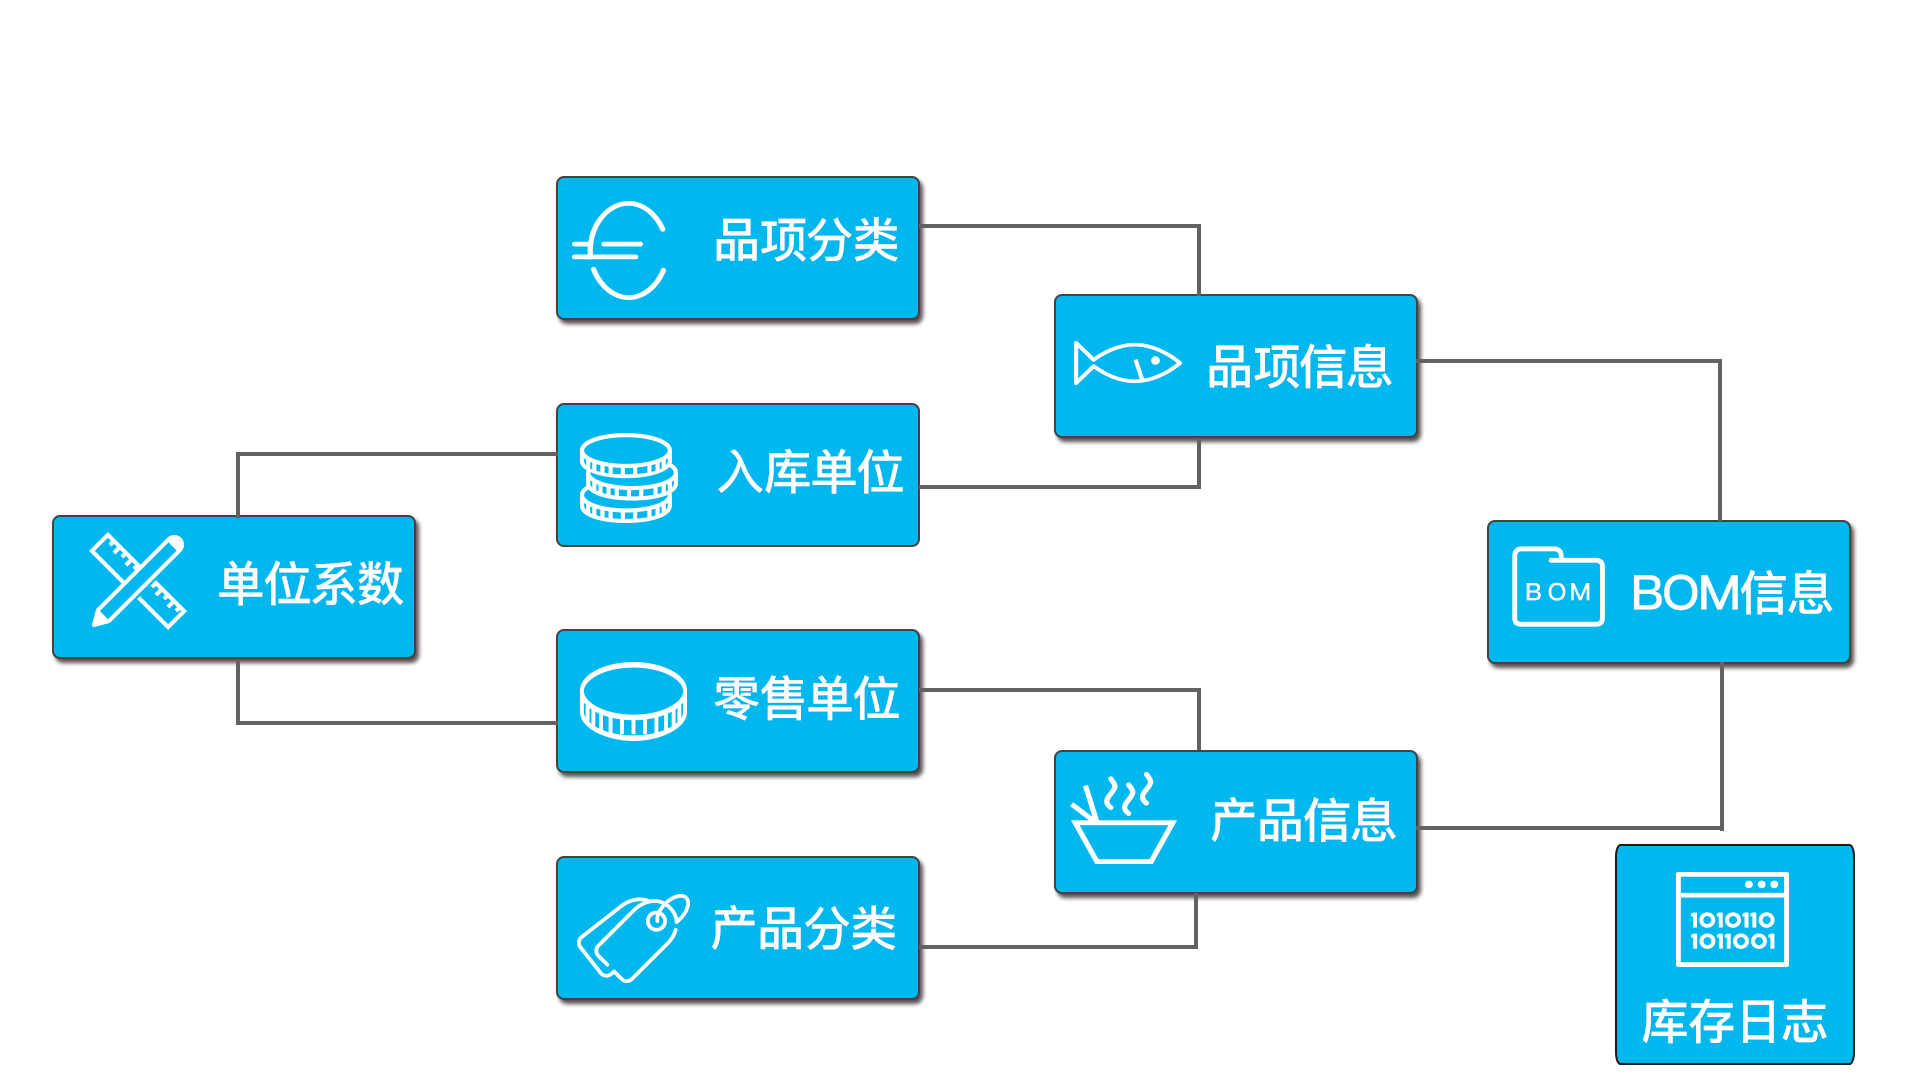 品项分类
品项信息
入库单位
单位系数
BOM
BOM信息
零售单位
产品信息
产品分类
101010
1011001
库存日志